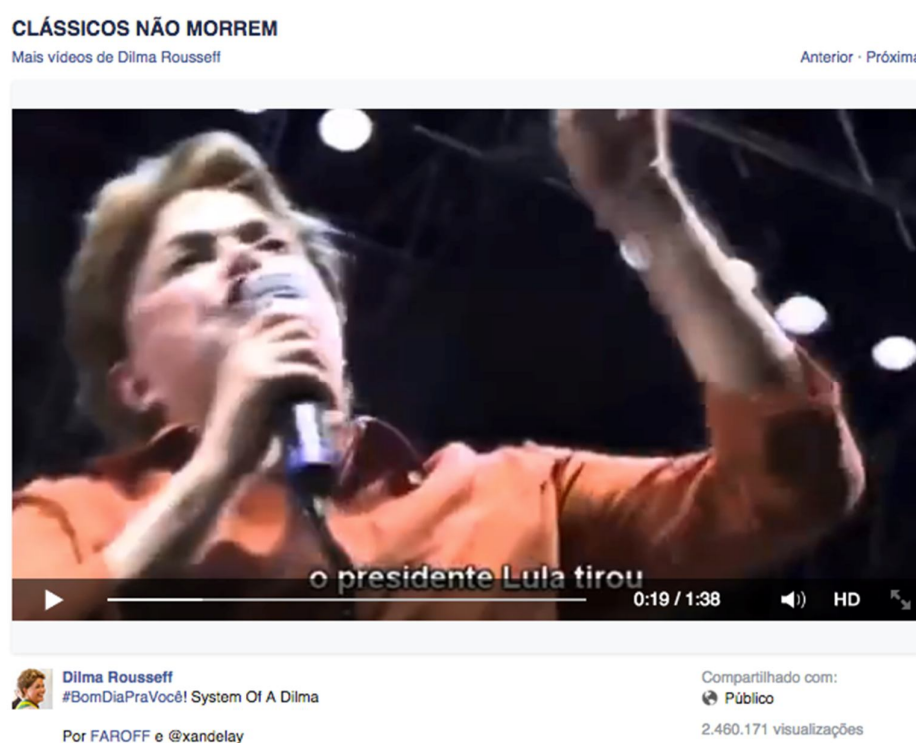 CLÁSSICOS NÃO MORREM
Mais vídeos de Dilma Rousseff
Anterior · Próxima
o presidente Lula tirou
0:19 / 1:38
HD
Dilma Rousseff
#BomDiaPraVocê! System Of A Dilma
Por FAROFF e @xandelay
Compartilhado com:
Público
2.460.171 visualizações